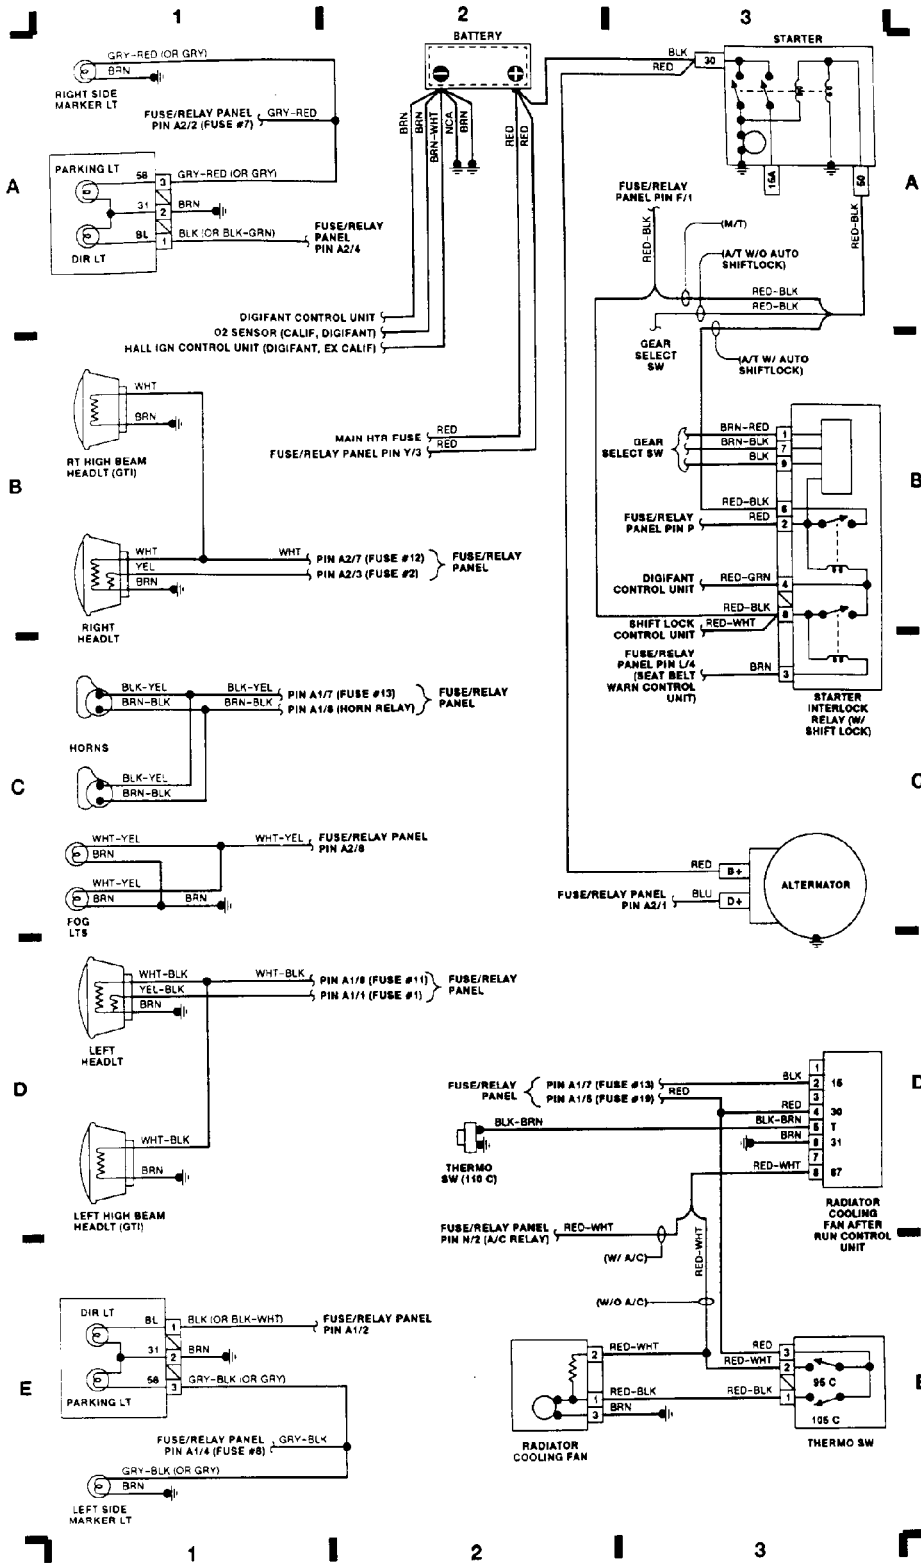 1
2
3
GRY-RED (OR GRY)
BRN
RIGHT SIDE
MARKER LT
FUSE/RELAY PANEL
PIN A2/2 (FUSE #7)
GRY-RED
PARKING LT
58
3
GRY-RED (OR GRY)
31
2
BRN
BL
1
BLK (OR BLK-GRN)
DIR LT
FUSE/RELAY
PANEL
PIN A2/4
A
BATTERY
BRN
BRN
BRN-WHT
NCA
BRN
RED
RED
DIGIFANT CONTROL UNIT
O2 SENSOR (CALIF, DIGIFANT)
HALL IGN CONTROL UNIT (DIGIFANT, EX CALIF)
MAIN HTR FUSE
RED
FUSE/RELAY PANEL PIN Y/3
RED
BLK
RED
30
STARTER
15A
50
RED-BLK
FUSE/RELAY
PANEL PIN F/1
RED-BLK
(M/T)
(A/T W/O AUTO
SHIFTLOCK)
RED-BLK
RED-BLK
GEAR
SELECT
SW
(A/T W/ AUTO
SHIFTLOCK)
A
WHT
BRN
RT HIGH BEAM
HEADLT (GTI)
B
WHT
YEL
BRN
RIGHT
HEADLT
WHT
PIN A2/7 (FUSE #12)
PIN A2/3 (FUSE #2)
FUSE/RELAY
PANEL
GEAR
SELECT SW
BRN-RED
1
BRN-BLK
7
BLK
9
RED-BLK
6
FUSE/RELAY
PANEL PIN P
RED
2
DIGIFANT
CONTROL UNIT
RED-GRN
4
RED-BLK
8
SHIFT LOCK
CONTROL UNIT
RED-WHT
FUSE/RELAY
PANEL PIN L/4
(SEAT BELT
WARN CONTROL
UNIT)
BRN
3
STARTER
INTERLOCK
RELAY (W/
SHIFT LOCK)
B
BLK-YEL
BRN-BLK
BLK-YEL
BRN-BLK
PIN A1/7 (FUSE #13)
PIN A1/8 (HORN RELAY)
FUSE/RELAY
PANEL
HORNS
BLK-YEL
BRN-BLK
C
C
WHT-YEL
BRN
WHT-YEL
FUSE/RELAY PANEL
PIN A2/8
WHT-YEL
BRN
BRN
FOG
LTS
RED
B+
FUSE/RELAY PANEL
PIN A2/1
BLU
D+
ALTERNATOR
WHT-BLK
YEL-BLK
BRN
LEFT
HEADLT
WHT-BLK
PIN A1/6 (FUSE #11)
PIN A1/1 (FUSE #1)
FUSE/RELAY
PANEL
D
WHT-BLK
BRN
LEFT HIGH BEAM
HEADLT (GTI)
FUSE/RELAY
PANEL
PIN A1/7 (FUSE #13)
PIN A1/5 (FUSE #19)
RED
BLK
RED
BLK-BRN
BRN
RED-WHT
BLK-BRN
THERMO
SW (110 C)
1
2
15
3
4
30
5
T
6
31
7
8
87
RADIATOR
COOLING
FAN AFTER
RUN CONTROL
UNIT
D
FUSE/RELAY PANEL
PIN N/2 (A/C RELAY)
RED-WHT
(W/ A/C)
RED-WHT
(W/O A/C)
DIR LT
BL
1
BLK (OR BLK-WHT)
FUSE/RELAY PANEL
PIN A1/2
31
2
BRN
58
3
GRY-BLK (OR GRY)
PARKING LT
E
FUSE/RELAY PANEL
PIN A1/4 (FUSE #8)
GRY-BLK
GRY-BLK (OR GRY)
BRN
LEFT SIDE
MARKER LT
2
RED-WHT
1
RED-BLK
3
BRN
RADIATOR
COOLING FAN
RED
3
RED-WHT
2
RED-BLK
1
95 C
105 C
THERMO SW
E
1
2
3